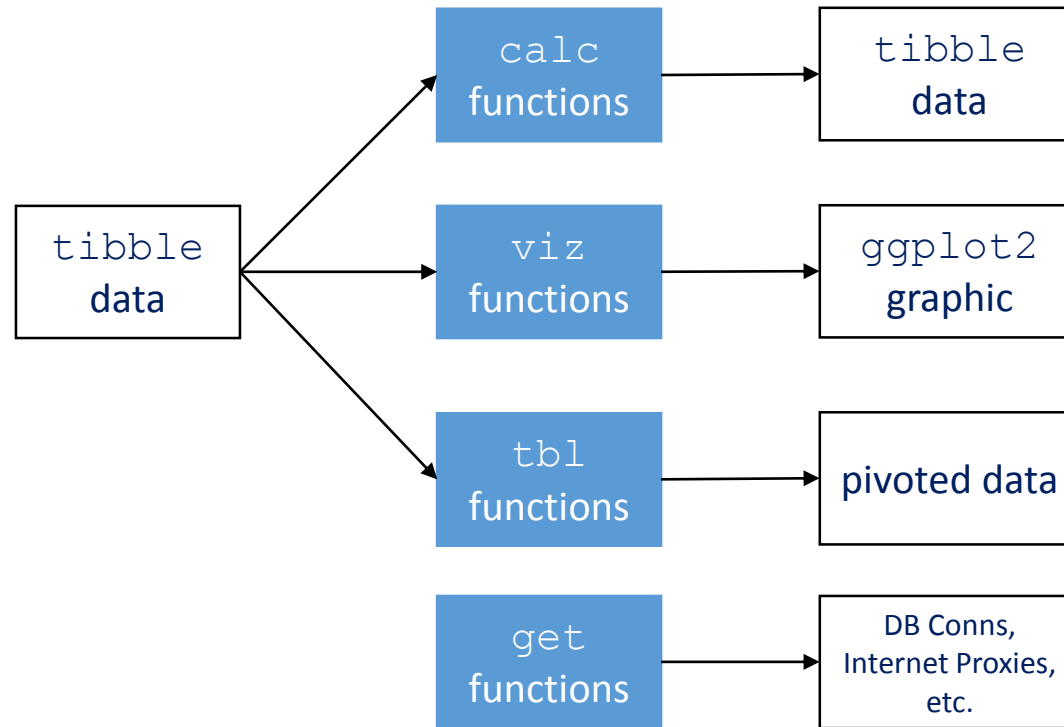 calc
functions
tibble
data
tibble
data
viz
functions
ggplot2
graphic
tbl
functions
pivoted data
get
functions
DB Conns,
Internet Proxies,
etc.